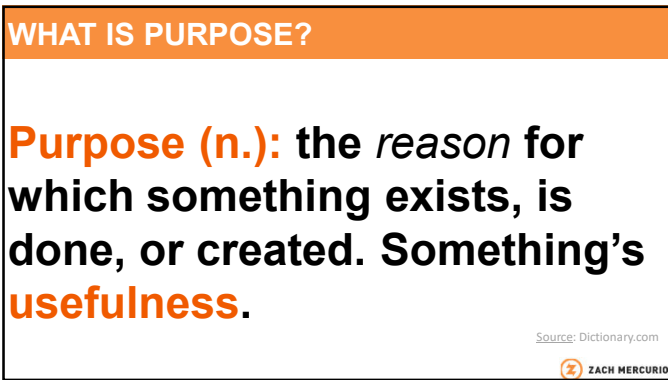 WHAT IS PURPOSE?
Purpose (n.): the reason for
which something exists, is
done, or created. Something’s
usefulness.
Source: Dictionary.com
Z ZACH MERCURIO